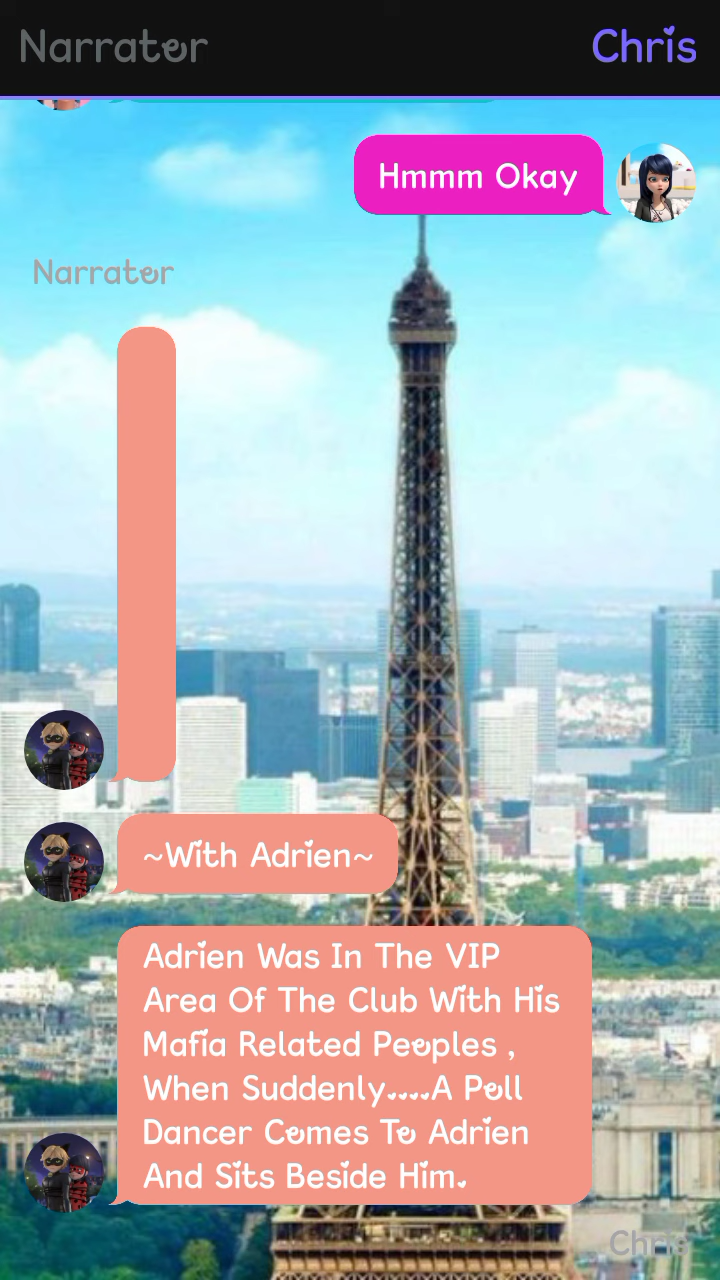 Narrator
Chris
Hmmm Okay
Narrator
~With Adrien~
Adrien Was In The VIP
Area Of The Club With His
Mafia Related Peoples ,
When Suddenly....A Poll
Dancer Comes To Adrien
And Sits Beside Him.
Chris